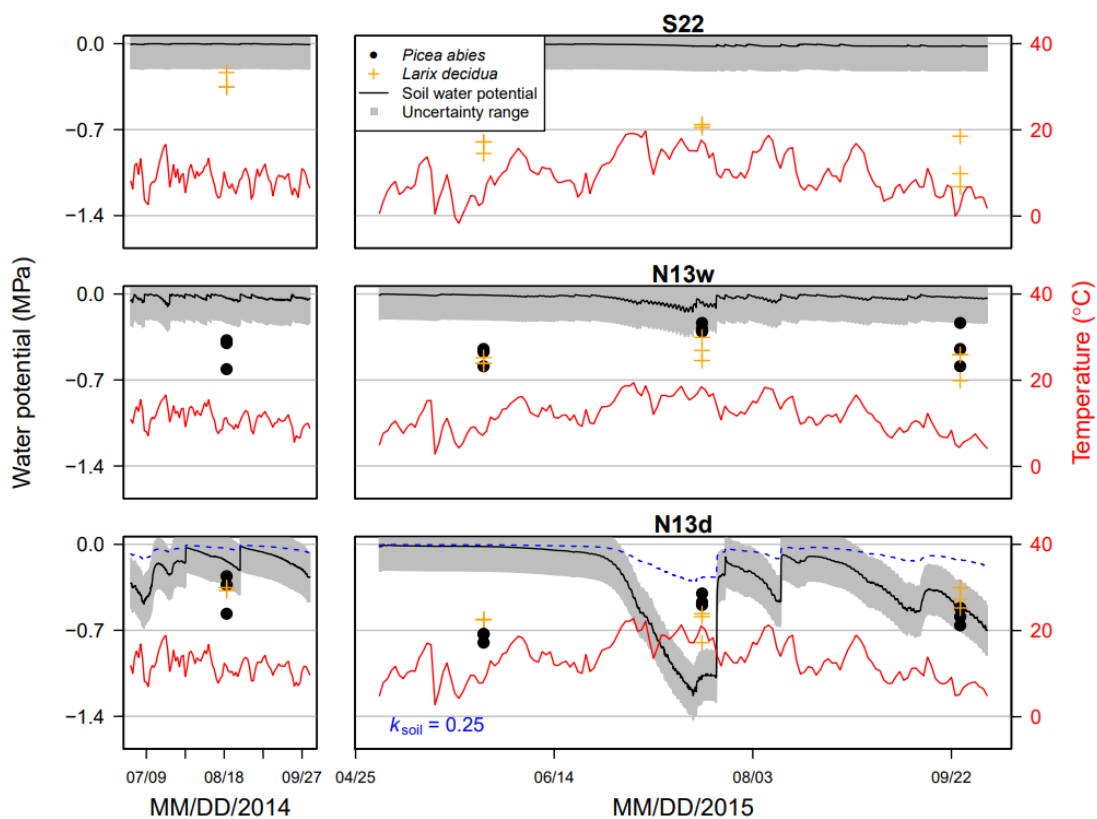 S22
0.0
−0.7
−1.4
40
20
0
Picea abies
Larix decidua
Soil water potential
Uncertainty range
N13w
0.0
−0.7
−1.4
40
20
0
N13d
0.0
−0.7
−1.4
40
20
0
ksoil = 0.25
Water potential (MPa)
Temperature (°C)
07/09 08/18 09/27 04/25 06/14 08/03 09/22
MM/DD/2014 MM/DD/2015